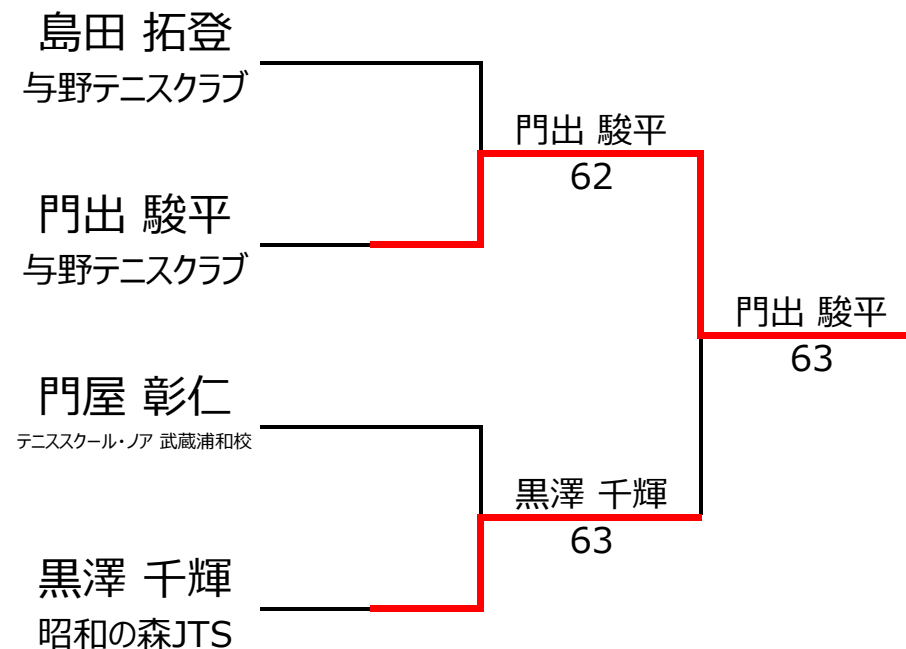 島田 拓登
与野テニスクラブ
門出 駿平
62
門出 駿平
与野テニスクラブ
門出 駿平
63
門屋 彰仁
テニススクール・ノア 武蔵浦和校
黒澤 千輝
63
黒澤 千輝
昭和の森JTS